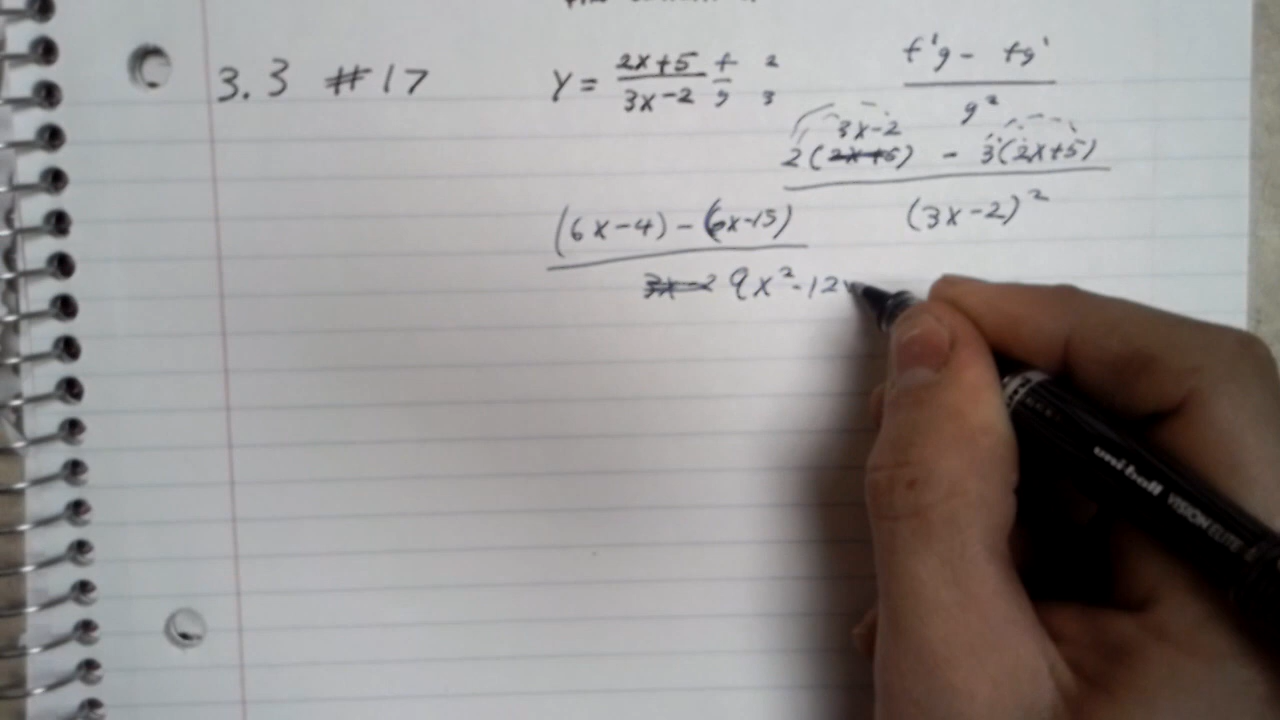 3.3 #17
Y = 2x+5 / 3x-2 f/g 2 3
f'g - fg' / g²
3x-2
2(2x+5) - 3(2x+5)
(3x-2)²
(6x-4) - (6x-15)
3x-2 9x²-12x
uni-ball VISION ELITE